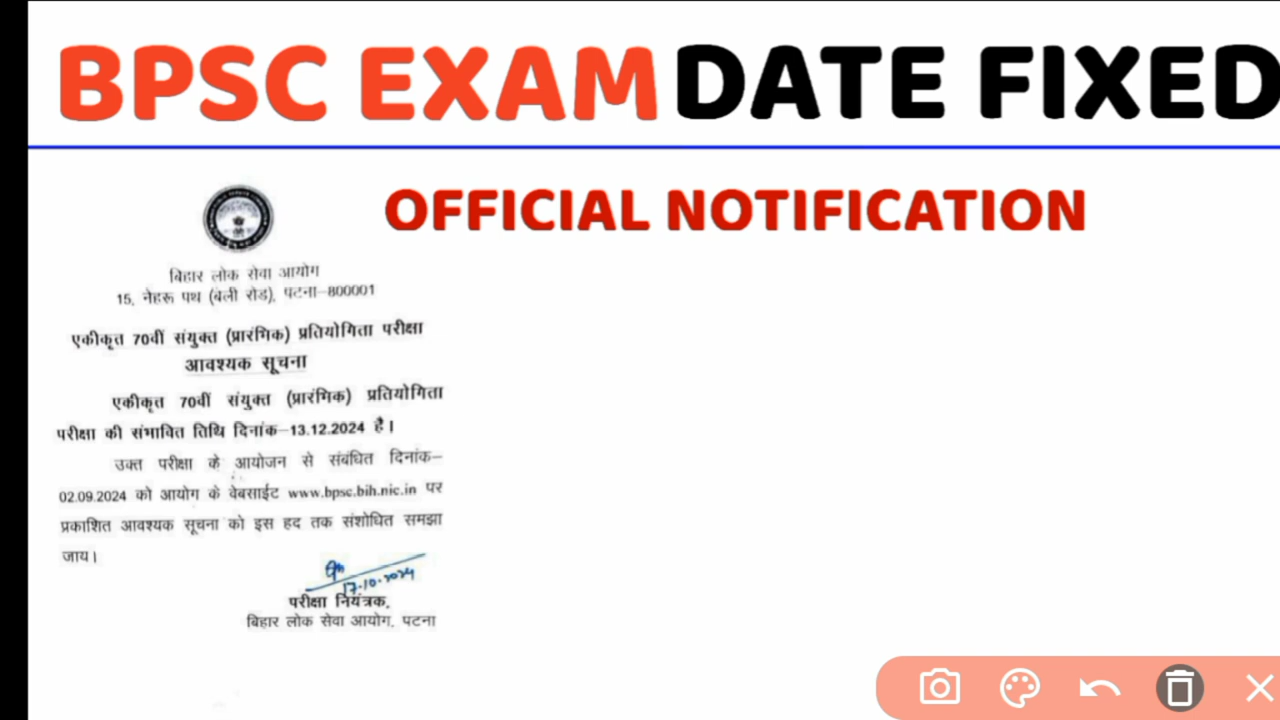 BPSC EXAM DATE FIXED
OFFICIAL NOTIFICATION
बिहार लोक सेवा आयोग
15, नेहरू पथ (बेली रोड), पटना–800001
एकीकृत 70वीं संयुक्त (प्रारंभिक) प्रतियोगिता परीक्षा
आवश्यक सूचना
एकीकृत 70वीं संयुक्त (प्रारंभिक) प्रतियोगिता
परीक्षा की संभावित तिथि दिनांक–13.12.2024 है।
उक्त परीक्षा के आयोजन से संबंधित दिनांक–
02.09.2024 को आयोग के वेबसाईट www.bpsc.bih.nic.in पर
प्रकाशित आवश्यक सूचना को इस हद तक संशोधित समझा
जाय।
17.10.2024
परीक्षा नियंत्रक,
बिहार लोक सेवा आयोग, पटना